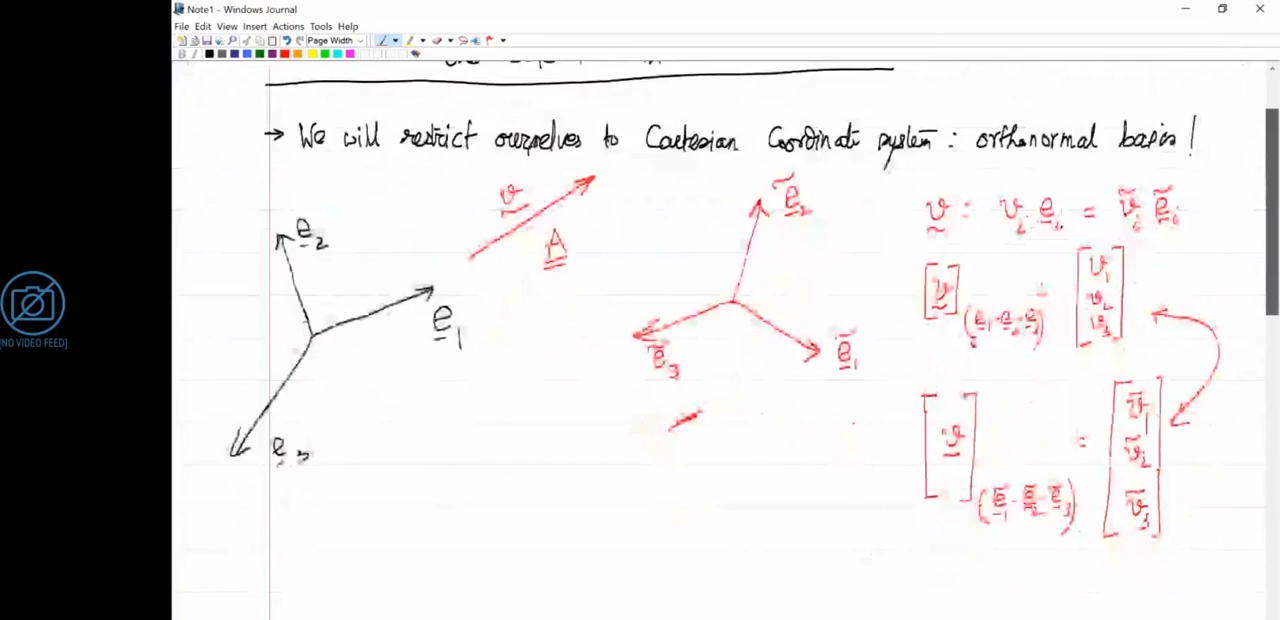 Note1 - Windows Journal
File Edit View Insert Actions Tools Help
Page Width
→ We will restrict ourselves to Cartesian Coordinate system : orthonormal basis !
v
A
e₂
e₁
e₃
ẽ₂
ẽ₁
ẽ₃
v = vᵢ eᵢ = ṽᵢ ẽᵢ
[v](e₁-e₂-e₃) = [v₁ v₂ v₃]
[v](ẽ₁-ẽ₂-ẽ₃) = [ṽ₁ ṽ₂ ṽ₃]
[NO VIDEO FEED]